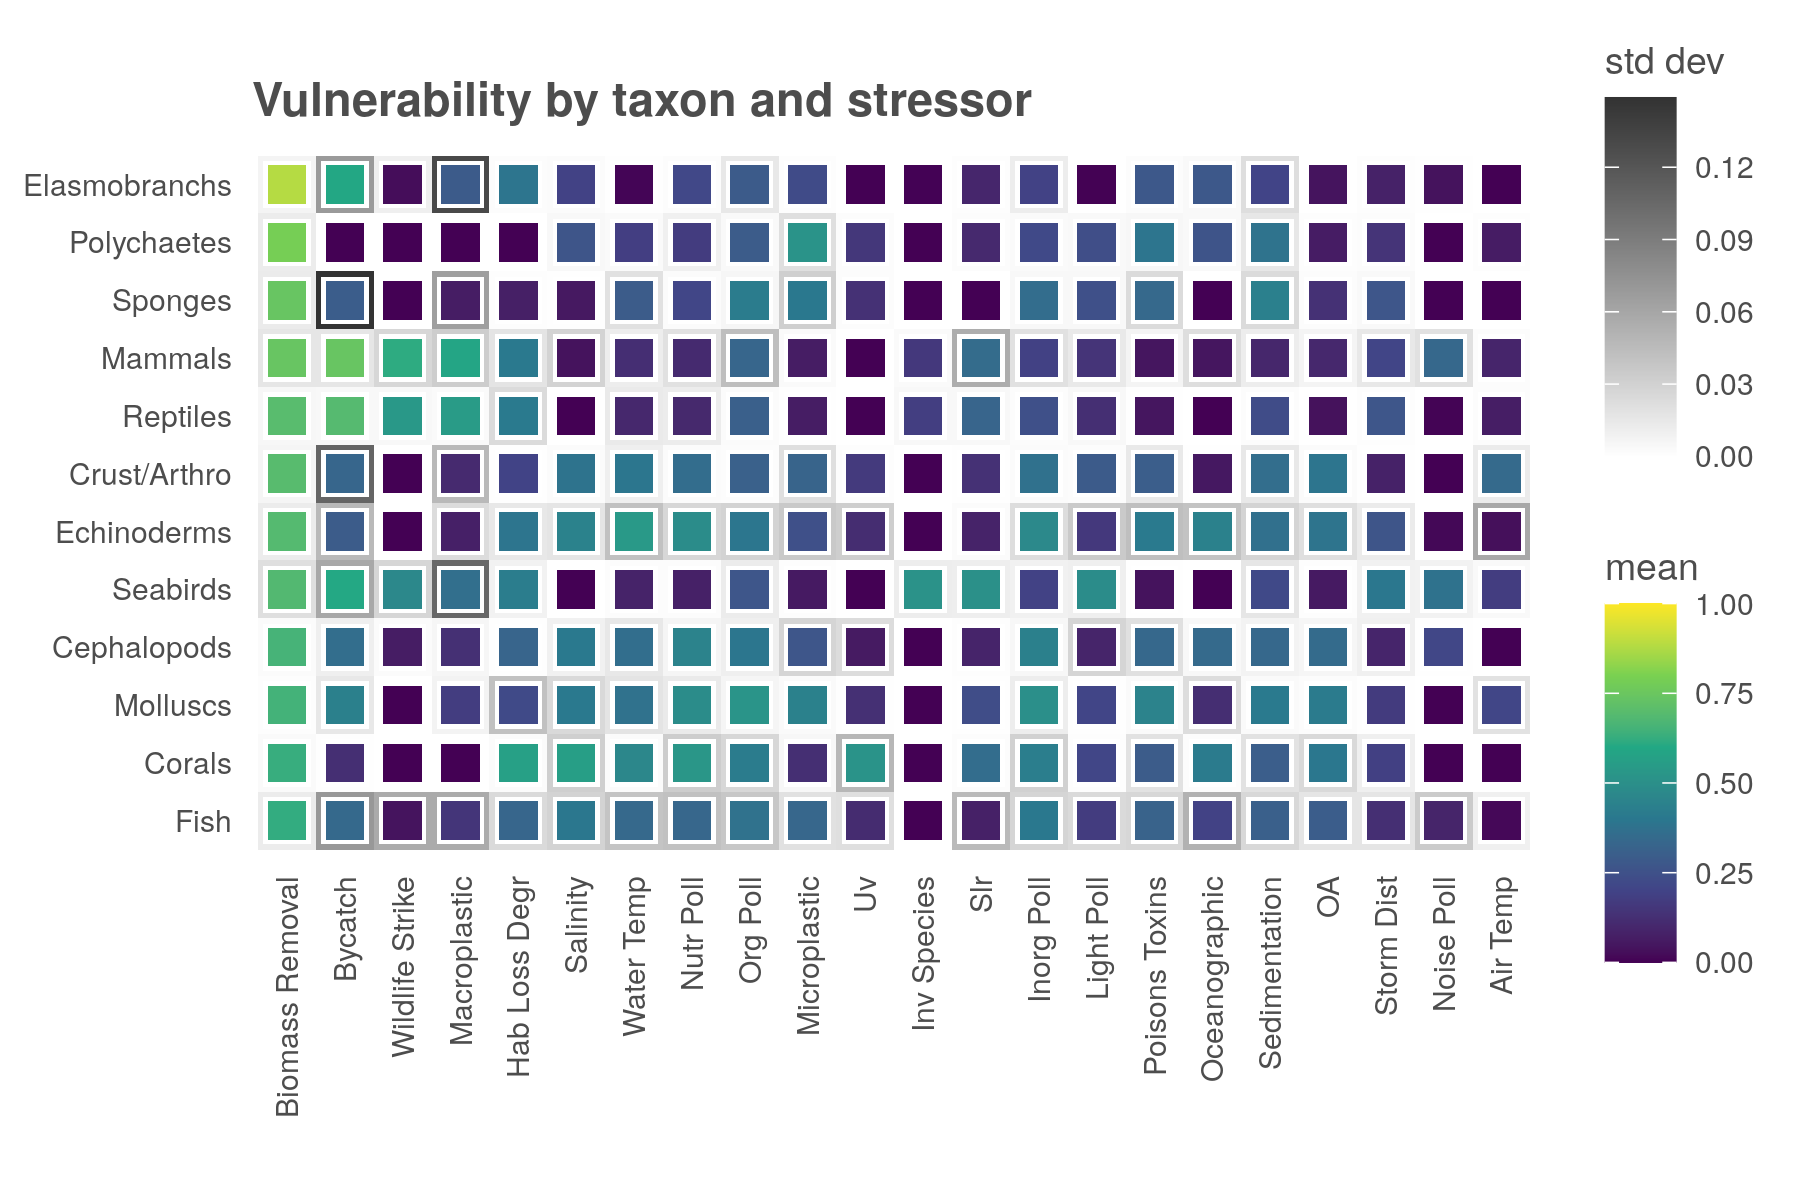 Vulnerability by taxon and stressor
Elasmobranchs
Polychaetes
Sponges
Mammals
Reptiles
Crust/Arthro
Echinoderms
Seabirds
Cephalopods
Molluscs
Corals
Fish
Biomass Removal
Bycatch
Wildlife Strike
Macroplastic
Hab Loss Degr
Salinity
Water Temp
Nutr Poll
Org Poll
Microplastic
Uv
Inv Species
Slr
Inorg Poll
Light Poll
Poisons Toxins
Oceanographic
Sedimentation
OA
Storm Dist
Noise Poll
Air Temp
std dev
0.12
0.09
0.06
0.03
0.00
mean
1.00
0.75
0.50
0.25
0.00